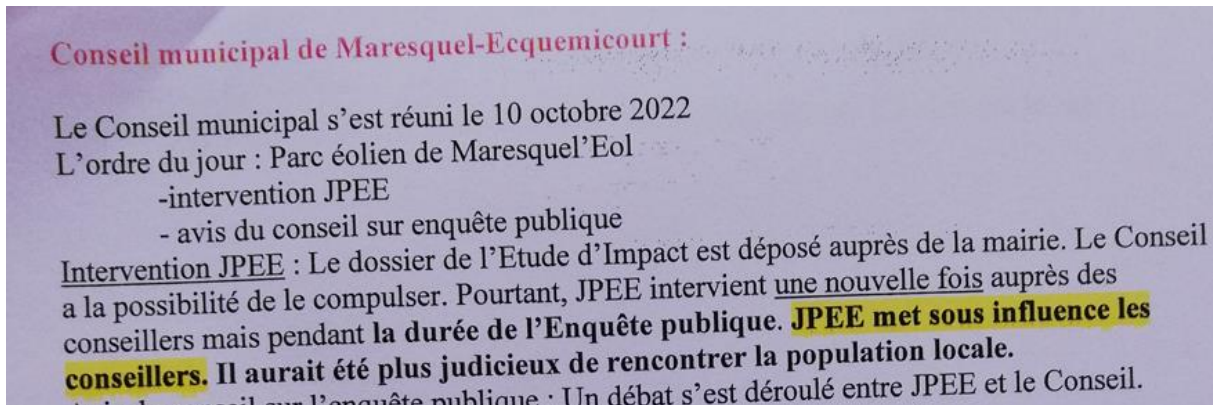 Conseil municipal de Maresquel-Ecquemicourt :
Le Conseil municipal s’est réuni le 10 octobre 2022
L’ordre du jour : Parc éolien de Maresquel’Eol
-intervention JPEE
- avis du conseil sur enquête publique
Intervention JPEE : Le dossier de l’Etude d’Impact est déposé auprès de la mairie. Le Conseil
a la possibilité de le compulser. Pourtant, JPEE intervient une nouvelle fois auprès des
conseillers mais pendant la durée de l’Enquête publique. JPEE met sous influence les
conseillers. Il aurait été plus judicieux de rencontrer la population locale.
conseil sur l’enquête publique : Un débat s’est déroulé entre JPEE et le Conseil.